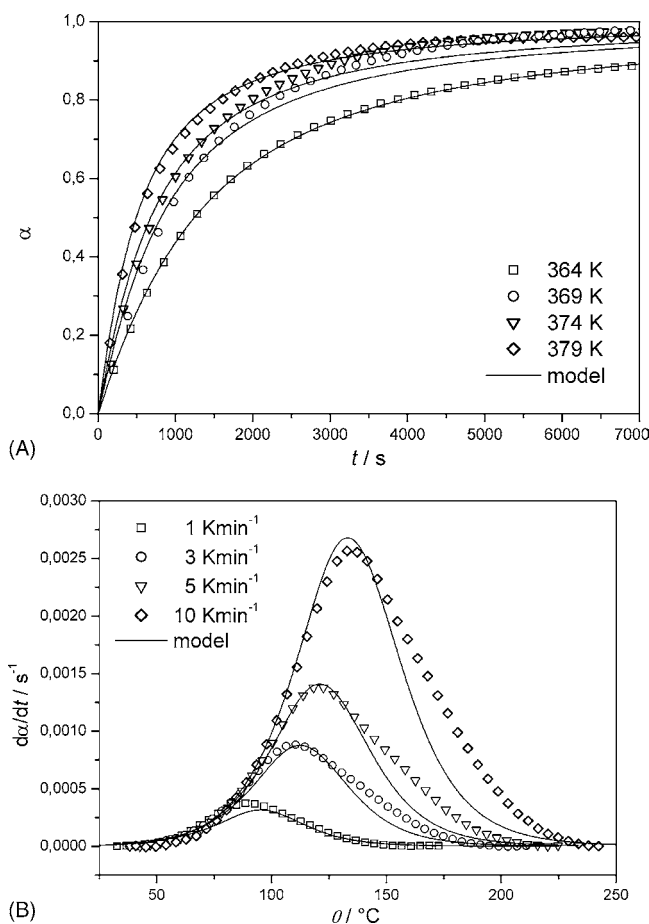 1,0
0,8
0,6
0,4
0,2
0,0
α
364 K
369 K
374 K
379 K
model
0 1000 2000 3000 4000 5000 6000 7000
t / s
(A)
0,0030
0,0025
0,0020
0,0015
0,0010
0,0005
0,0000
dα/dt / s⁻¹
1 Kmin⁻¹
3 Kmin⁻¹
5 Kmin⁻¹
10 Kmin⁻¹
model
50 100 150 200 250
θ / °C
(B)